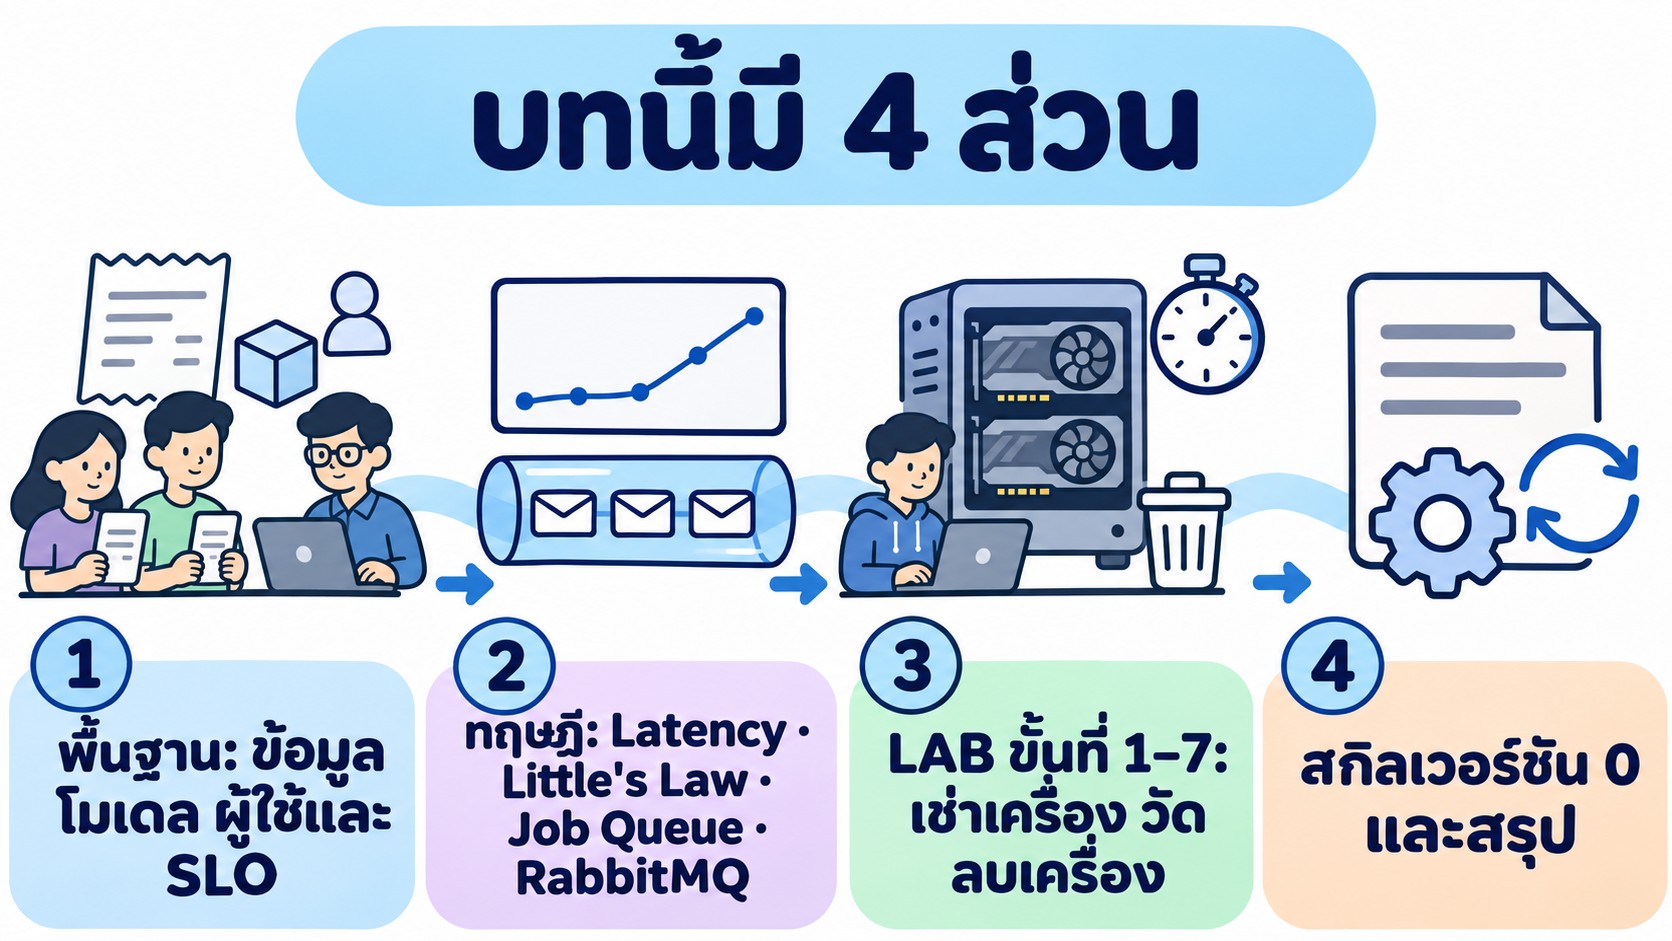 บทนี้มี 4 ส่วน
1
พื้นฐาน: ข้อมูล
โมเดล ผู้ใช้และ
SLO
2
ทฤษฎี: Latency ·
Little's Law ·
Job Queue ·
RabbitMQ
3
LAB ขั้นที่ 1–7:
เช่าเครื่อง วัด
ลบเครื่อง
4
สกิลเวอร์ชัน 0
และสรุป